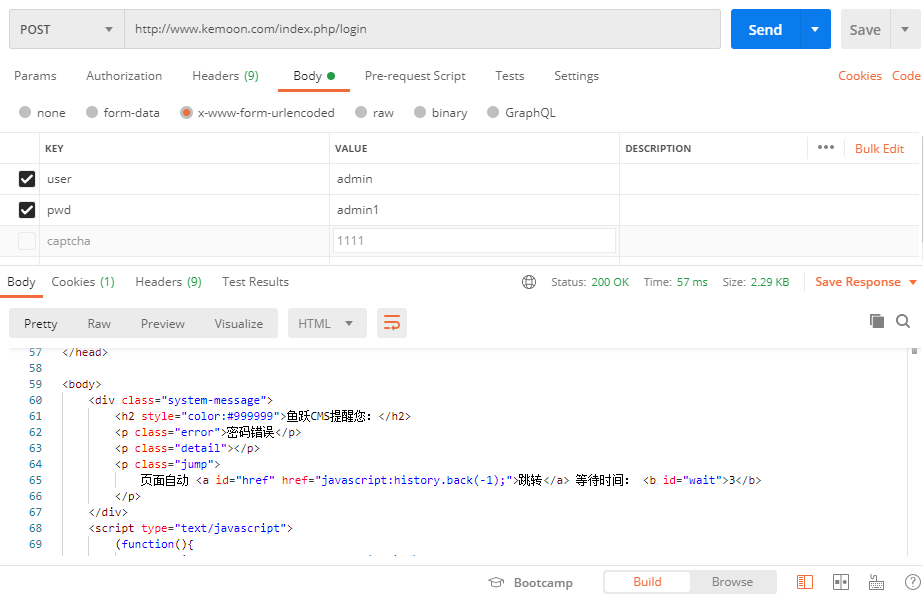 POST http://www.kemoon.com/index.php/login Send Save
Params Authorization Headers (9) Body Pre-request Script Tests Settings Cookies Code
none form-data x-www-form-urlencoded raw binary GraphQL
KEY VALUE DESCRIPTION ••• Bulk Edit
user admin
pwd admin1
captcha 1111
Body Cookies (1) Headers (9) Test Results Status: 200 OK Time: 57 ms Size: 2.29 KB Save Response
Pretty Raw Preview Visualize HTML
57 </head>
58
59 <body>
60 <div class="system-message">
61 <h2 style="color:#999999">鱼跃CMS提醒您：</h2>
62 <p class="error">密码错误</p>
63 <p class="detail"></p>
64 <p class="jump">
65 页面自动 <a id="href" href="javascript:history.back(-1);">跳转</a> 等待时间： <b id="wait">3</b>
66 </p>
67 </div>
68 <script type="text/javascript">
69 (function(){
Bootcamp Build Browse